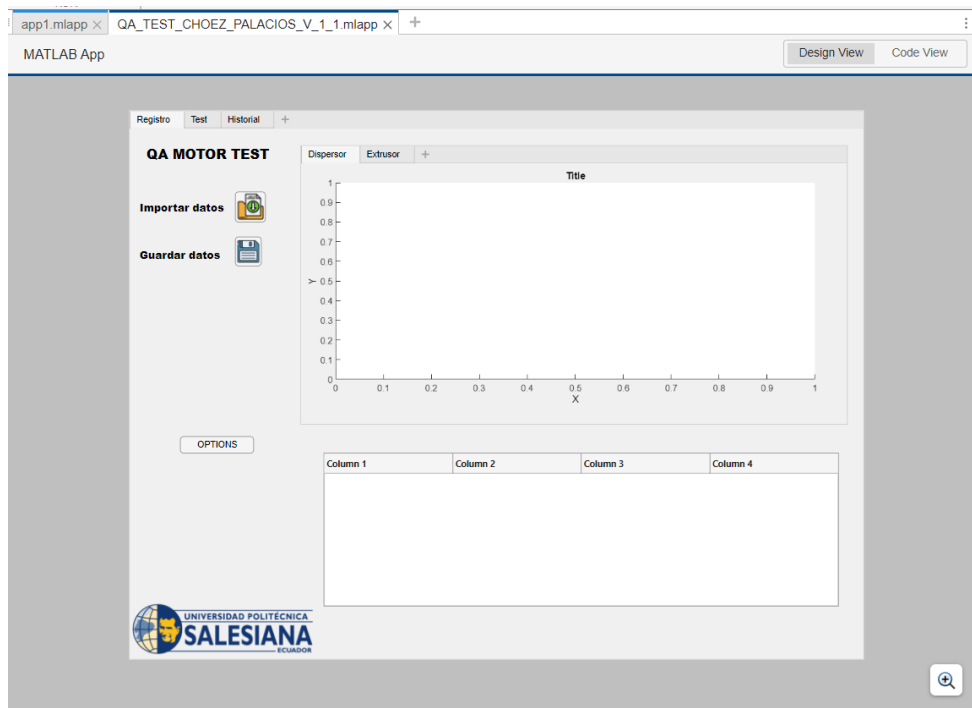 app1.mlapp
QA_TEST_CHOEZ_PALACIOS_V_1_1.mlapp
MATLAB App
Design View
Code View
Registro
Test
Historial
QA MOTOR TEST
Dispersor
Extrusor
Title
Importar datos
Guardar datos
1
0.9
0.8
0.7
0.6
0.5
0.4
0.3
0.2
0.1
0
Y
0
0.1
0.2
0.3
0.4
0.5
0.6
0.7
0.8
0.9
1
X
OPTIONS
Column 1
Column 2
Column 3
Column 4
UNIVERSIDAD POLITÉCNICA
SALESIANA
ECUADOR